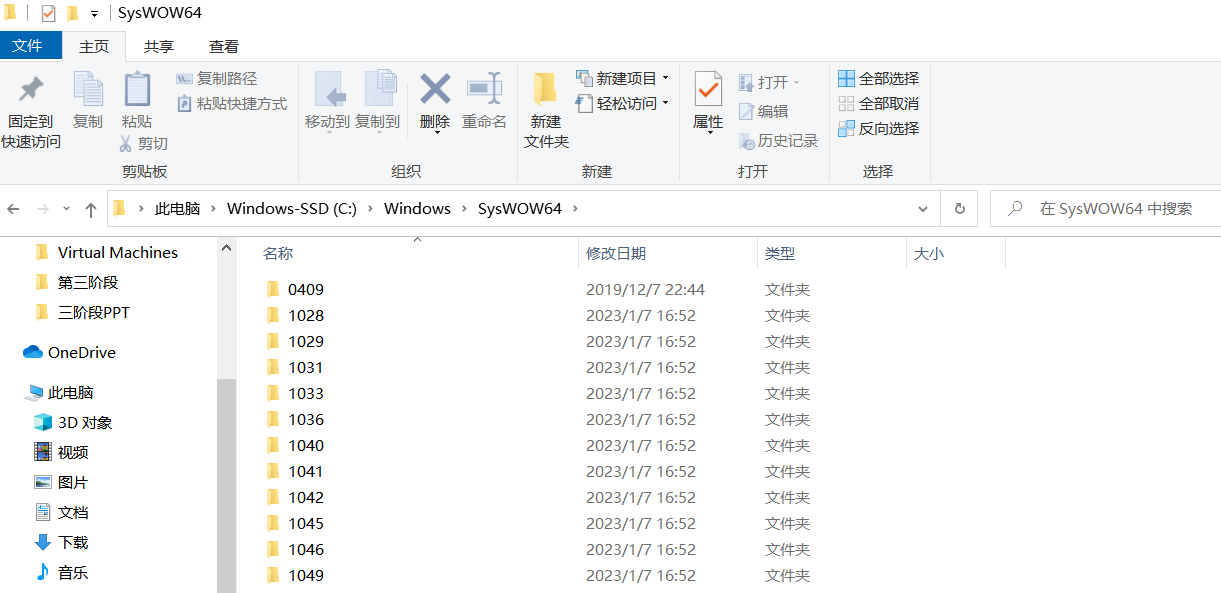 SysWOW64
文件 主页 共享 查看
固定到快速访问
复制
粘贴
复制路径
粘贴快捷方式
剪切
剪贴板
移动到 复制到 删除 重命名
组织
新建文件夹
新建项目
轻松访问
新建
属性
打开
编辑
历史记录
打开
全部选择
全部取消
反向选择
选择
此电脑 > Windows-SSD (C:) > Windows > SysWOW64 >
在 SysWOW64 中搜索
Virtual Machines
第三阶段
三阶段PPT
OneDrive
此电脑
3D 对象
视频
图片
文档
下载
音乐
名称 修改日期 类型 大小
0409 2019/12/7 22:44 文件夹
1028 2023/1/7 16:52 文件夹
1029 2023/1/7 16:52 文件夹
1031 2023/1/7 16:52 文件夹
1033 2023/1/7 16:52 文件夹
1036 2023/1/7 16:52 文件夹
1040 2023/1/7 16:52 文件夹
1041 2023/1/7 16:52 文件夹
1042 2023/1/7 16:52 文件夹
1045 2023/1/7 16:52 文件夹
1046 2023/1/7 16:52 文件夹
1049 2023/1/7 16:52 文件夹